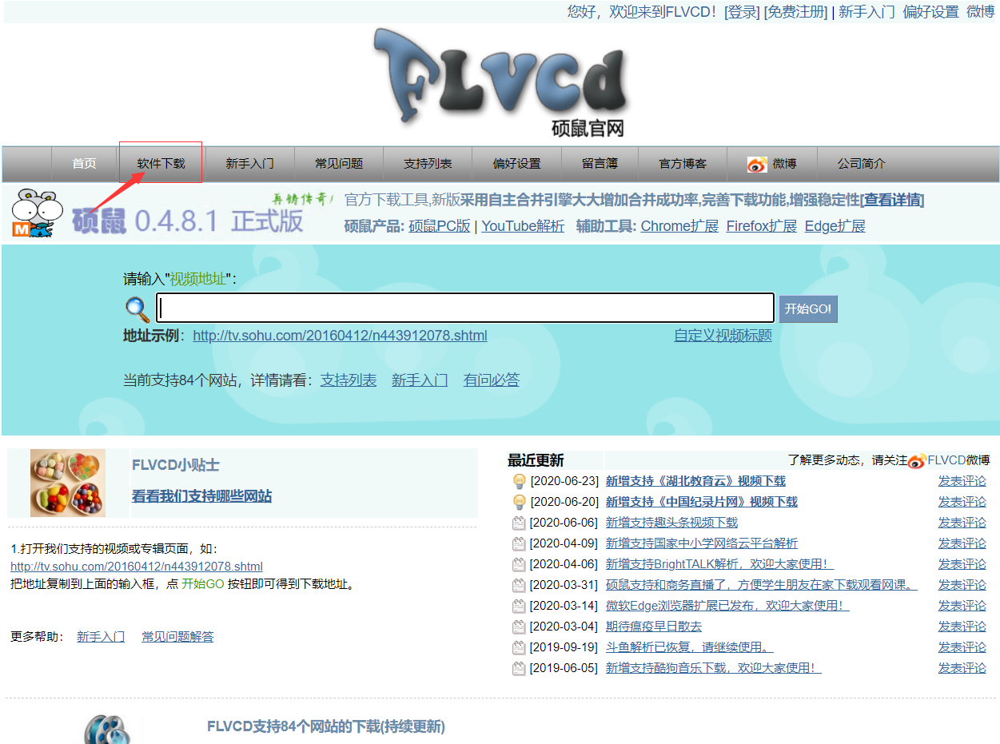 您好，欢迎来到FLVCD！[登录] [免费注册] | 新手入门 偏好设置 微博
FLVCd
硕鼠官网
首页 软件下载 新手入门 常见问题 支持列表 偏好设置 留言簿 官方博客 微博 公司简介
再铸传奇!
M 硕鼠 0.4.8.1 正式版
官方下载工具,新版采用自主合并引擎大大增加合并成功率,完善下载功能,增强稳定性[查看详情]
硕鼠产品: 硕鼠PC版 | YouTube解析 辅助工具: Chrome扩展 Firefox扩展 Edge扩展
请输入"视频地址"：
开始GO!
地址示例：http://tv.sohu.com/20160412/n443912078.shtml 自定义视频标题
当前支持84个网站，详情请看：支持列表 新手入门 有问必答
FLVCD小贴士
看看我们支持哪些网站
1.打开我们支持的视频或专辑页面，如：
http://tv.sohu.com/20160412/n443912078.shtml
把地址复制到上面的输入框，点 开始GO 按钮即可得到下载地址。
更多帮助： 新手入门 常见问题解答
最近更新 了解更多动态，请关注FLVCD微博
[2020-06-23] 新增支持《湖北教育云》视频下载 发表评论
[2020-06-20] 新增支持《中国纪录片网》视频下载 发表评论
[2020-06-06] 新增支持趣头条视频下载 发表评论
[2020-04-09] 新增支持国家中小学网络云平台解析 发表评论
[2020-04-06] 新增支持BrightTALK解析，欢迎大家使用！ 发表评论
[2020-03-31] 硕鼠支持和商务直播了，方便学生朋友在家下载观看网课。 发表评论
[2020-03-14] 微软Edge浏览器扩展已发布，欢迎大家使用！ 发表评论
[2020-03-04] 期待瘟疫早日散去 发表评论
[2019-09-19] 斗鱼解析已恢复，请继续使用。 发表评论
[2019-06-05] 新增支持酷狗音乐下载，欢迎大家使用！ 发表评论
FLVCD支持84个网站的下载(持续更新)